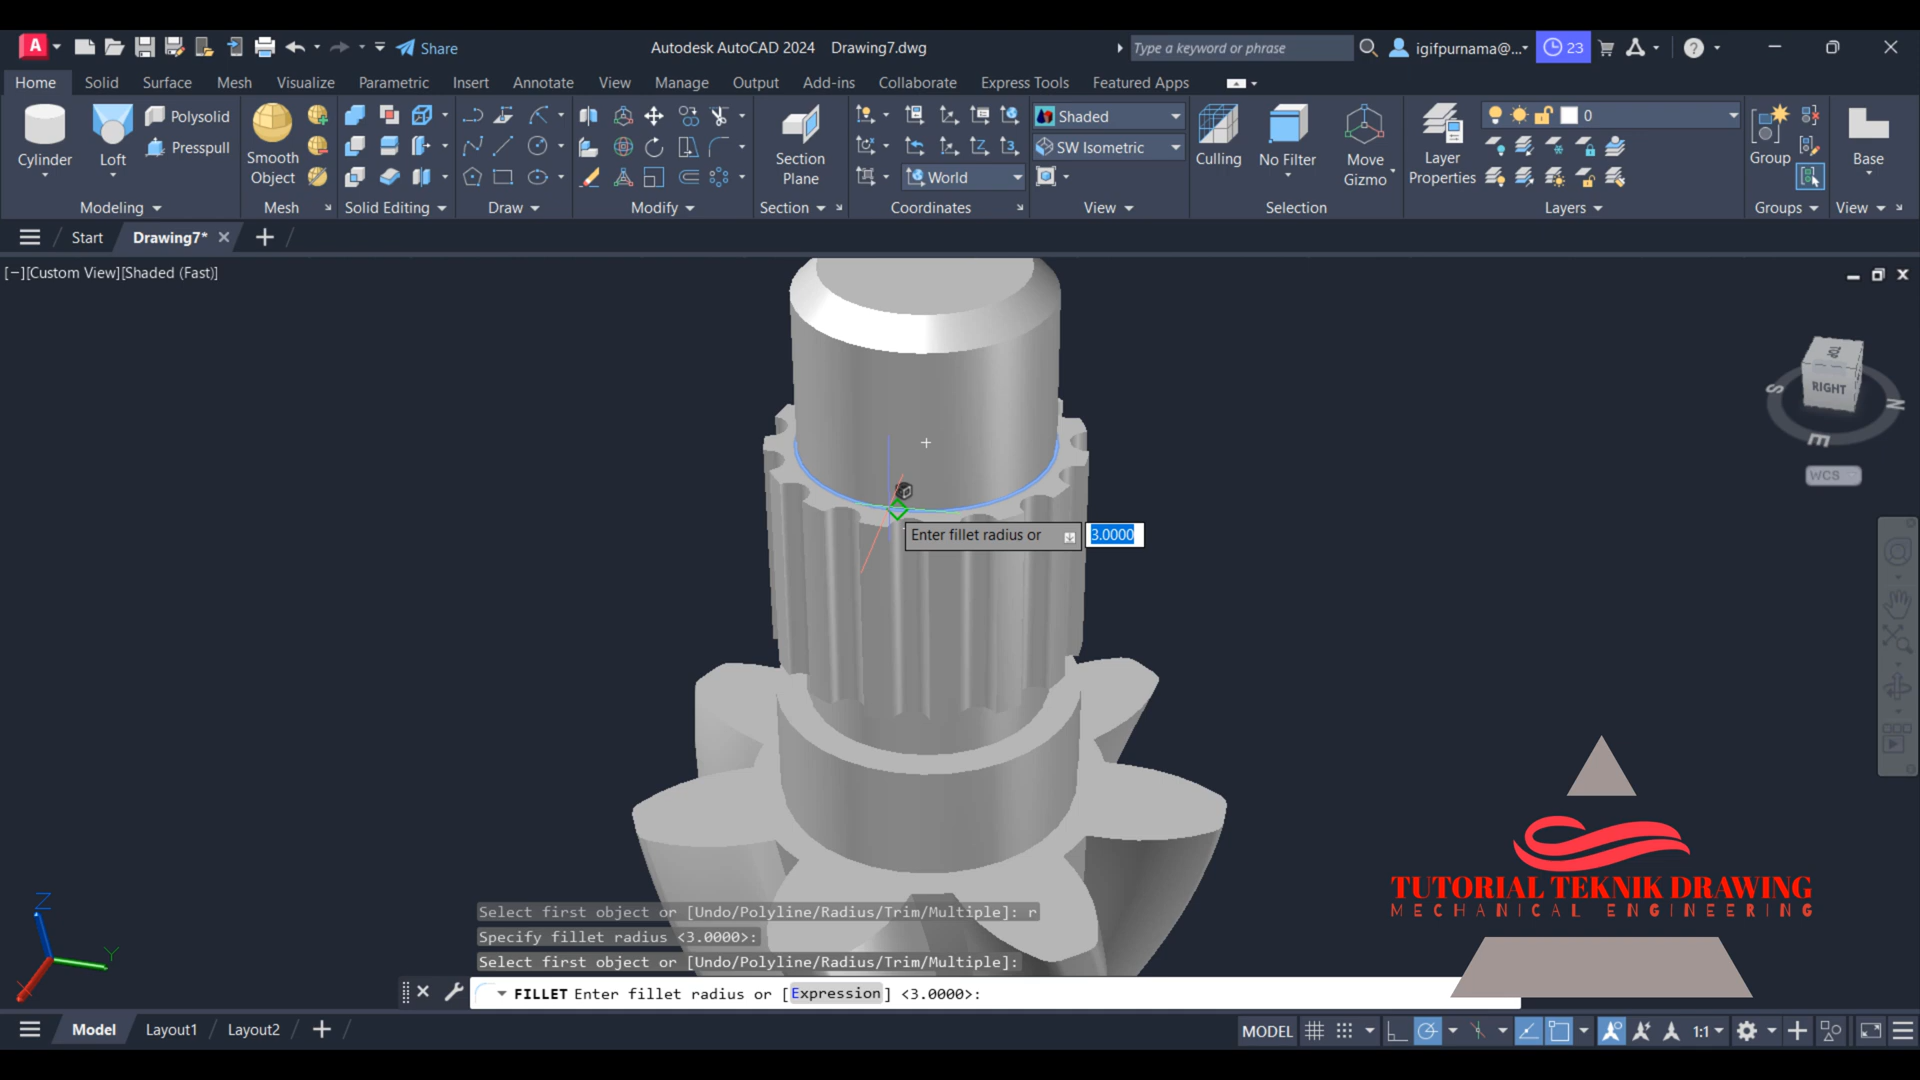 A Share Autodesk AutoCAD 2024 Drawing7.dwg Type a keyword or phrase igifpurnama@... 23
Home Solid Surface Mesh Visualize Parametric Insert Annotate View Manage Output Add-ins Collaborate Express Tools Featured Apps
Polysolid
Presspull
Cylinder Loft
Smooth Object
Section Plane
World
Shaded
SW Isometric
Culling No Filter Move Gizmo
Layer Properties
0
Group
Base
Modeling Mesh Solid Editing Draw Modify Section Coordinates View Selection Layers Groups View
Start Drawing7* 
[−][Custom View][Shaded (Fast)]
TOP
RIGHT
S
N
E
WCS
Enter fillet radius or 3.0000
TUTORIAL TEKNIK DRAWING
MECHANICAL ENGINEERING
Z
Y
X
Select first object or [Undo/Polyline/Radius/Trim/Multiple]: r
Specify fillet radius <3.0000>:
Select first object or [Undo/Polyline/Radius/Trim/Multiple]:
FILLET Enter fillet radius or [Expression] <3.0000>:
Model Layout1 Layout2 MODEL 1:1